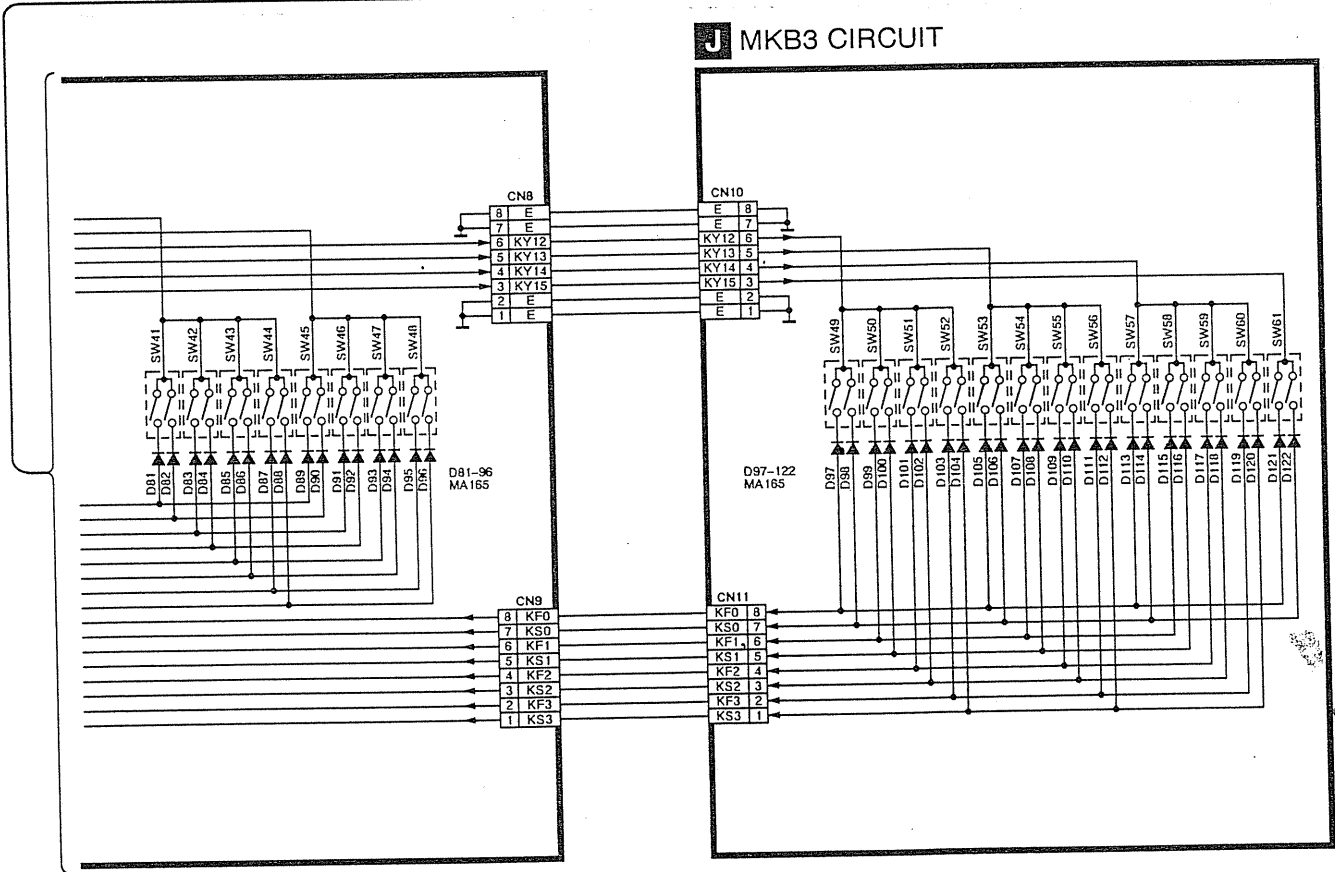 J MKB3 CIRCUIT
CN8
8 E
7 E
6 KY12
5 KY13
4 KY14
3 KY15
2 E
1 E
CN10
E 8
E 7
KY12 6
KY13 5
KY14 4
KY15 3
E 2
E 1
SW41 SW42 SW43 SW44 SW45 SW46 SW47 SW48
D81 D82 D83 D84 D85 D86 D87 D88 D89 D90 D91 D92 D93 D94 D95 D96
D81-96
MA165
SW49 SW50 SW51 SW52 SW53 SW54 SW55 SW56 SW57 SW58 SW59 SW60 SW61
D97-122
MA165
D97 D98 D99 D100 D101 D102 D103 D104 D105 D106 D107 D108 D109 D110 D111 D112 D113 D114 D115 D116 D117 D118 D119 D120 D121 D122
CN9
8 KF0
7 KS0
6 KF1
5 KS1
4 KF2
3 KS2
2 KF3
1 KS3
CN11
KF0 8
KS0 7
KF1 6
KS1 5
KF2 4
KS2 3
KF3 2
KS3 1